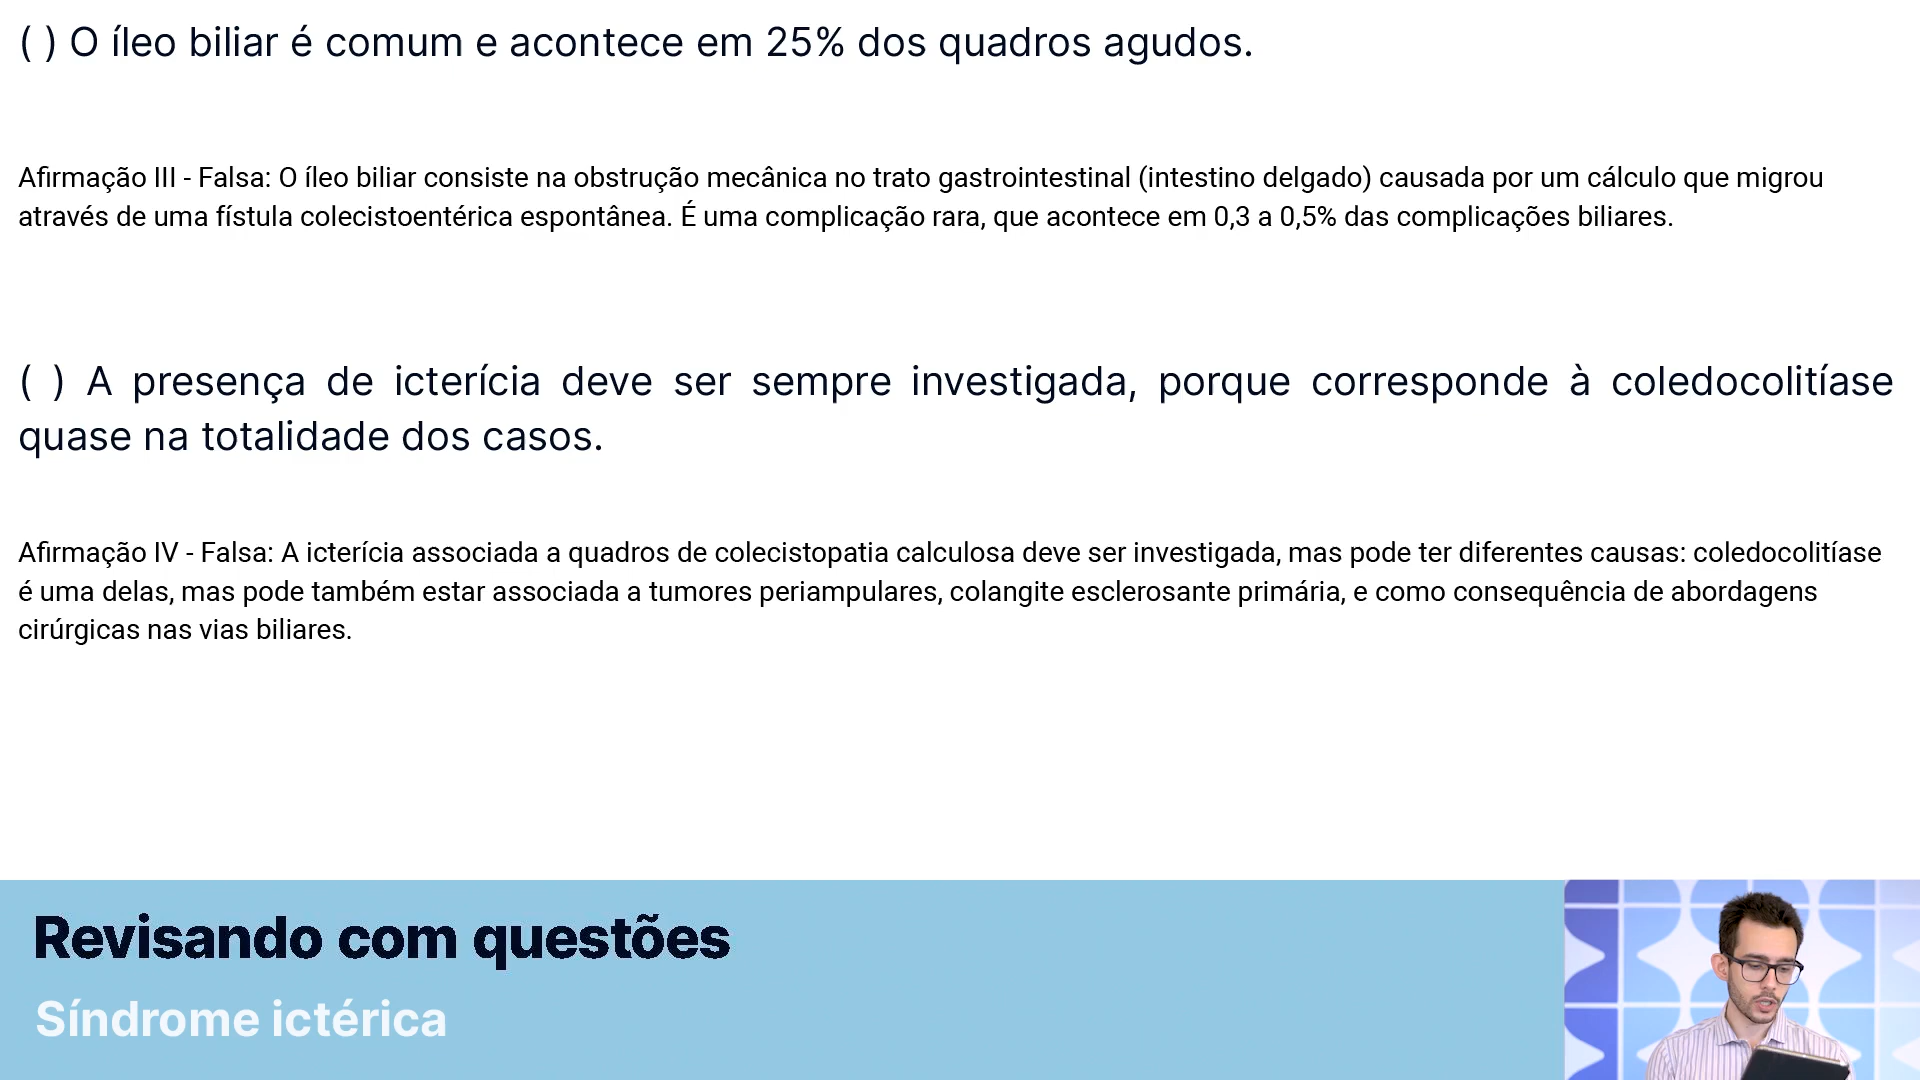 ( ) O íleo biliar é comum e acontece em 25% dos quadros agudos.
Afirmação III - Falsa: O íleo biliar consiste na obstrução mecânica no trato gastrointestinal (intestino delgado) causada por um cálculo que migrou
através de uma fístula colecistoentérica espontânea. É uma complicação rara, que acontece em 0,3 a 0,5% das complicações biliares.
( ) A presença de icterícia deve ser sempre investigada, porque corresponde à coledocolitíase
quase na totalidade dos casos.
Afirmação IV - Falsa: A icterícia associada a quadros de colecistopatia calculosa deve ser investigada, mas pode ter diferentes causas: coledocolitíase
é uma delas, mas pode também estar associada a tumores periampulares, colangite esclerosante primária, e como consequência de abordagens
cirúrgicas nas vias biliares.
Revisando com questões
Síndrome ictérica